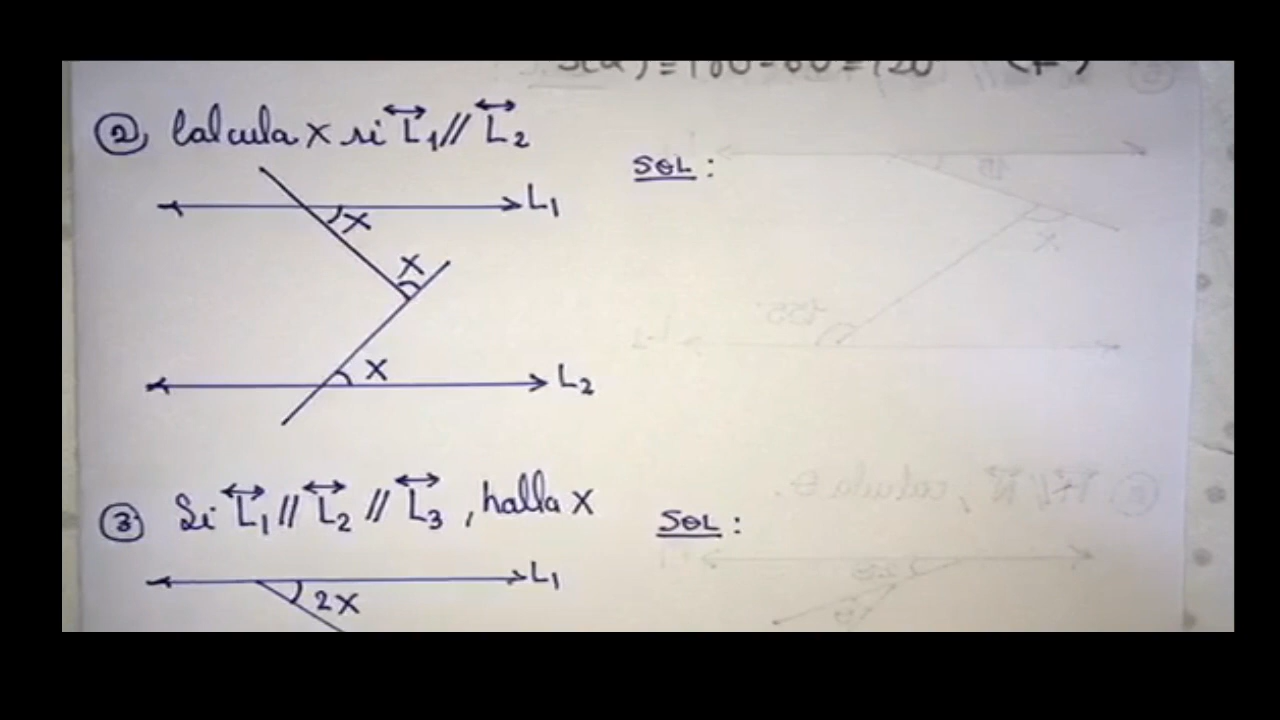 ② Calcula x si L₁ // L₂
SOL :
L₁
x
x
x
L₂
③ Si L₁ // L₂ // L₃ , halla x
SOL :
L₁
2x